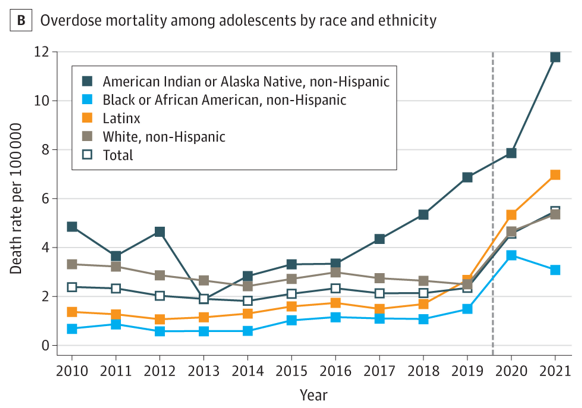 B Overdose mortality among adolescents by race and ethnicity
12
10
8
6
4
2
0
Death rate per 100 000
American Indian or Alaska Native, non-Hispanic
Black or African American, non-Hispanic
Latinx
White, non-Hispanic
Total
2010 2011 2012 2013 2014 2015 2016 2017 2018 2019 2020 2021
Year